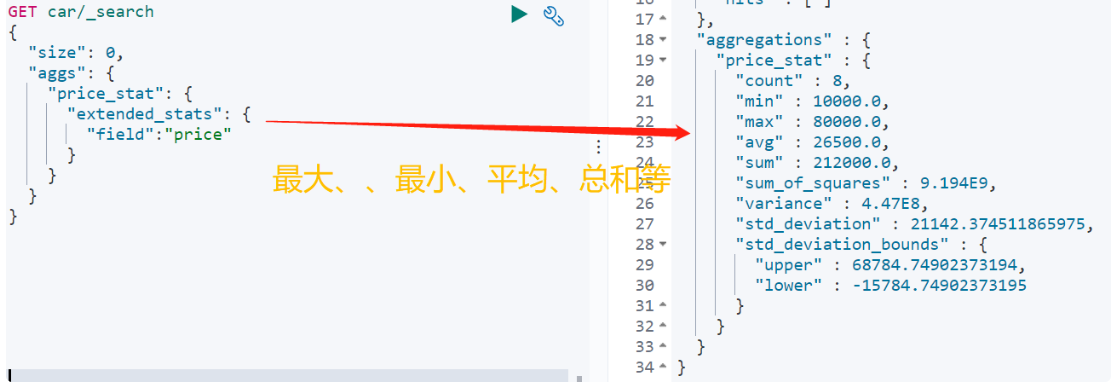 GET car/_search
{
"size": 0,
"aggs": {
"price_stat": {
"extended_stats": {
"field":"price"
}
}
}
}
最大、、最小、平均、总和等
17 },
18 "aggregations" : {
19 "price_stat" : {
20 "count" : 8,
21 "min" : 10000.0,
22 "max" : 80000.0,
23 "avg" : 26500.0,
24 "sum" : 212000.0,
25 "sum_of_squares" : 9.194E9,
26 "variance" : 4.47E8,
27 "std_deviation" : 21142.374511865975,
28 "std_deviation_bounds" : {
29 "upper" : 68784.74902373194,
30 "lower" : -15784.74902373195
31 }
32 }
33 }
34 }